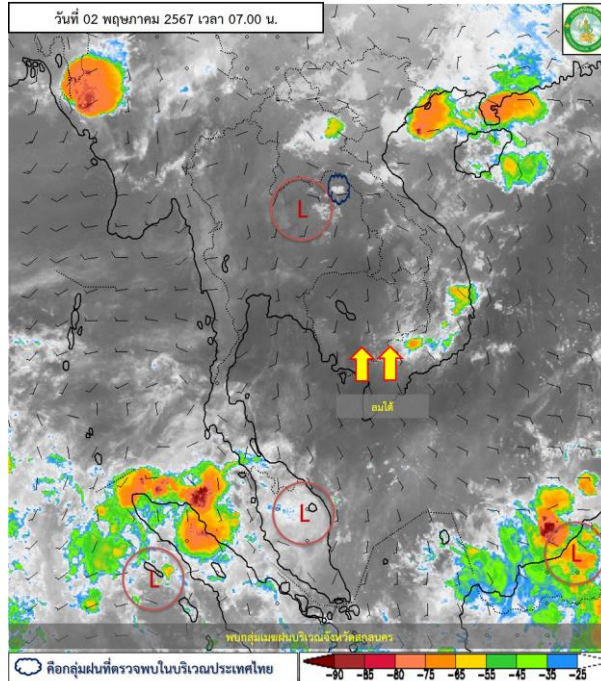 วันที่ 02 พฤษภาคม 2567 เวลา 07.00 น.
L
ลมใต้
L
L
L
พบกลุ่มเมฆฝนบริเวณจังหวัดสกลนคร
คือกลุ่มฝนที่ตรวจพบในบริเวณประเทศไทย
-90 -85 -80 -75 -65 -55 -45 -35 -25